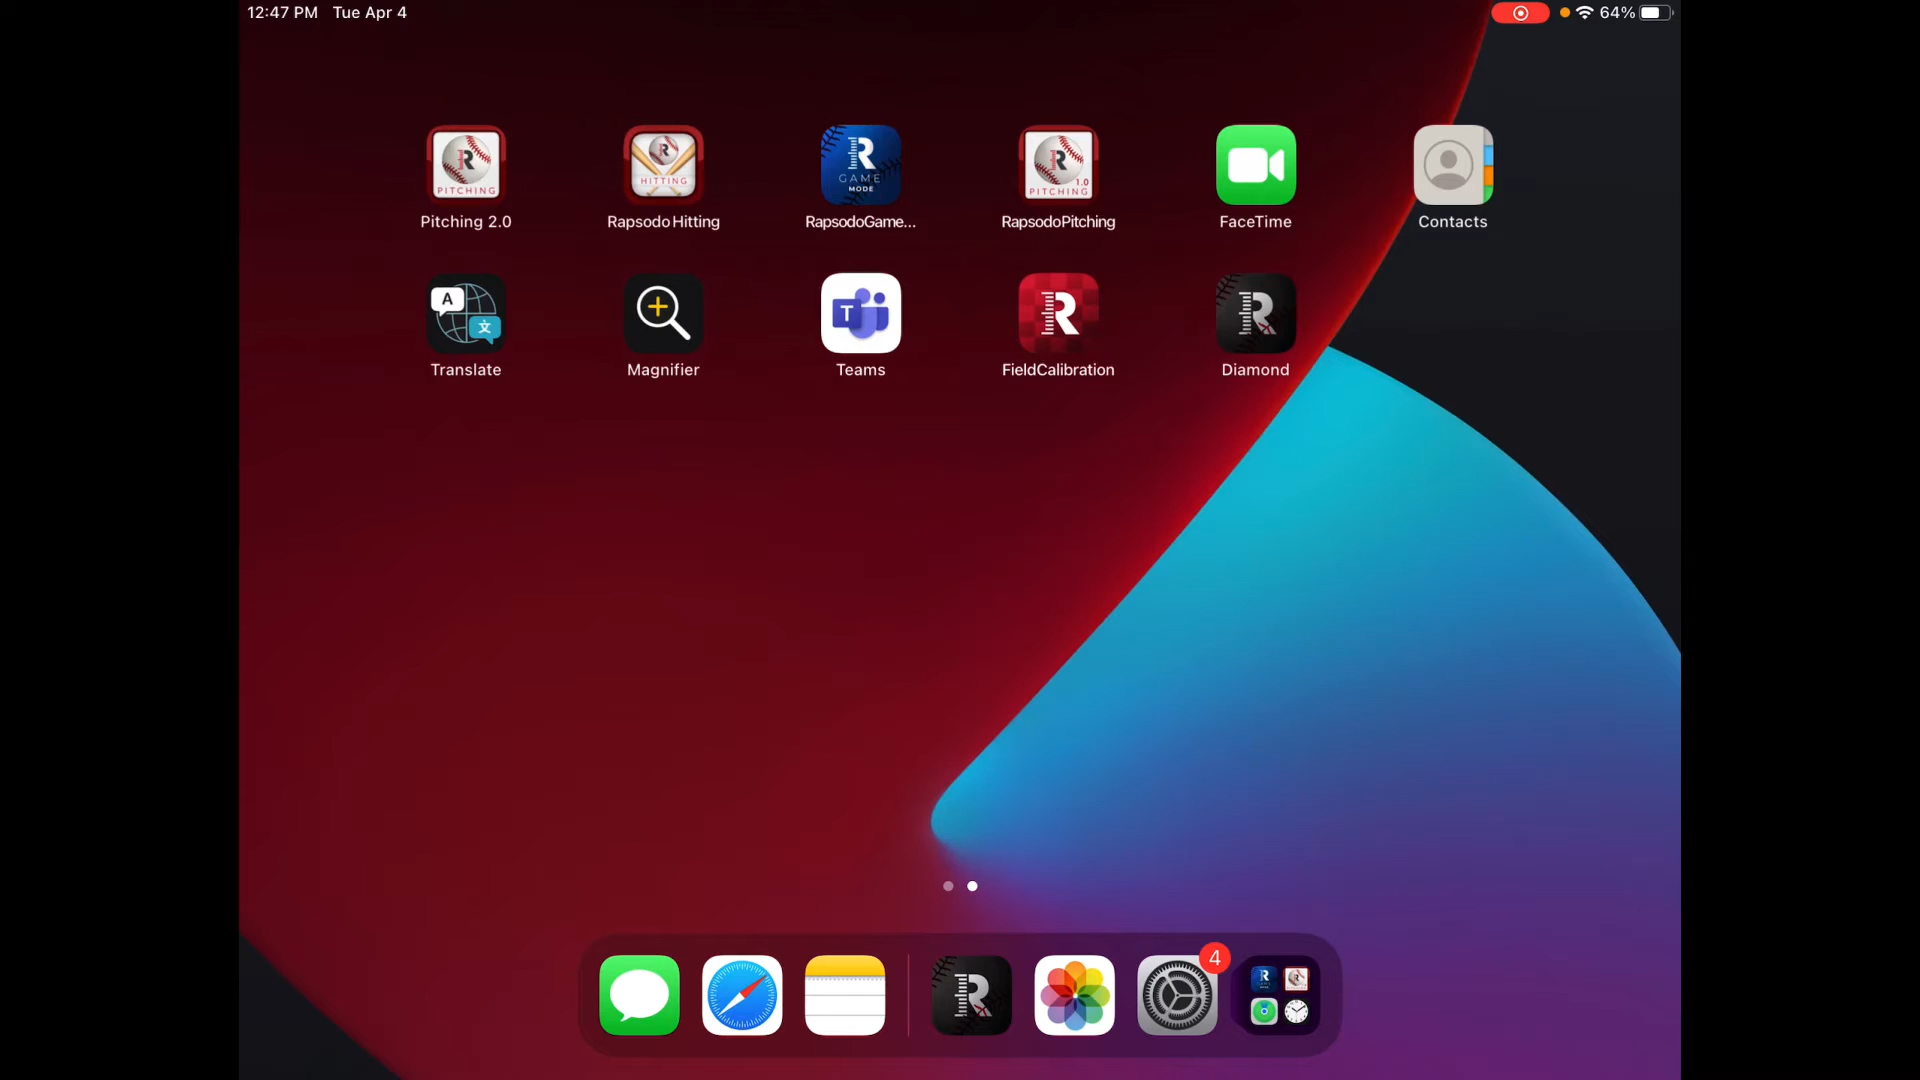 12:47 PM Tue Apr 4
64%
R
PITCHING
R
HITTING
R
GAME
MODE
R
1.0
PITCHING
Pitching 2.0
Rapsodo Hitting
RapsodoGame...
RapsodoPitching
FaceTime
Contacts
A
文
T
R
R
Translate
Magnifier
Teams
FieldCalibration
Diamond
R
4
R